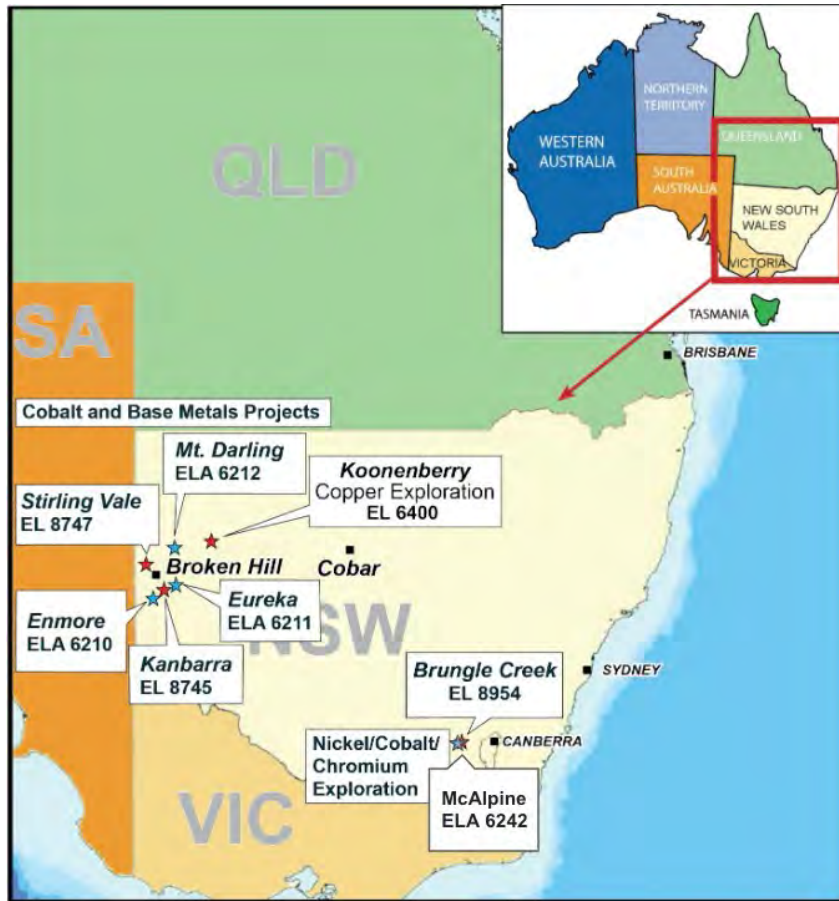 NORTHERN
TERRITORY
QUEENSLAND
WESTERN
AUSTRALIA
SOUTH
AUSTRALIA
NEW SOUTH
WALES
VICTORIA
TASMANIA
QLD
SA
BRISBANE
Cobalt and Base Metals Projects
Mt. Darling
ELA 6212
Koonenberry
Copper Exploration
EL 6400
Stirling Vale
EL 8747
Broken Hill
Cobar
Enmore
ELA 6210
Eureka
ELA 6211
NSW
Kanbarra
EL 8745
Brungle Creek
EL 8954
SYDNEY
Nickel/Cobalt/
Chromium
Exploration
CANBERRA
McAlpine
ELA 6242
VIC